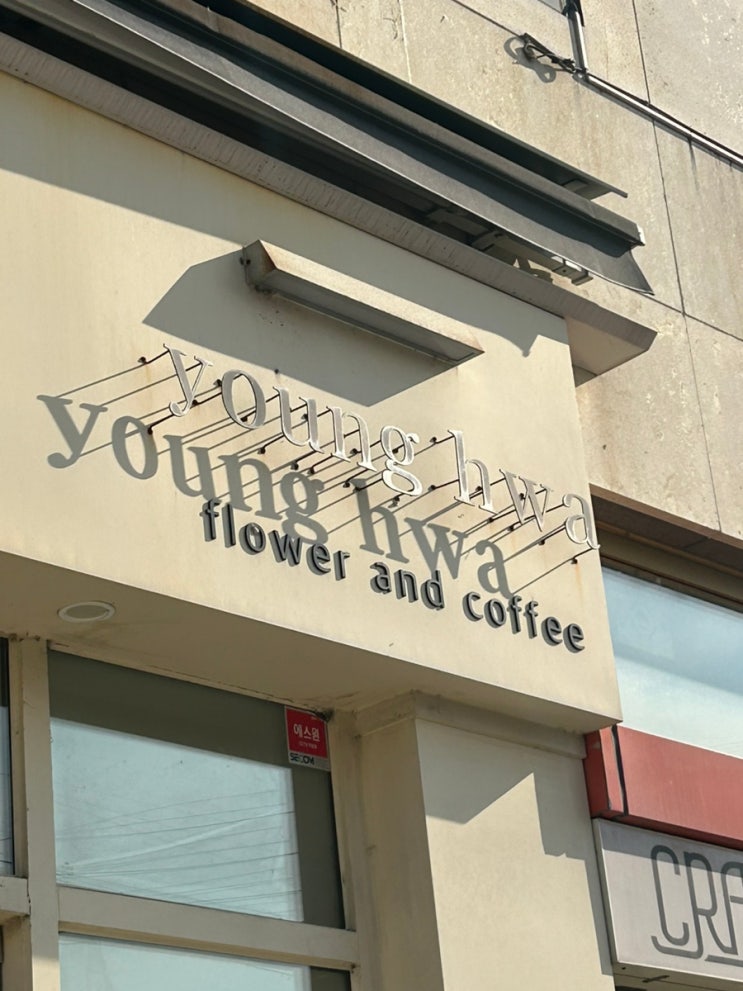 young hwa
flower and coffee
에스원
SECOM